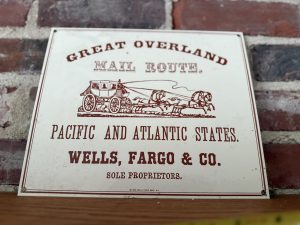 GREAT OVERLAND
MAIL ROUTE.
PACIFIC AND ATLANTIC STATES.
WELLS, FARGO & CO.
SOLE PROPRIETORS.